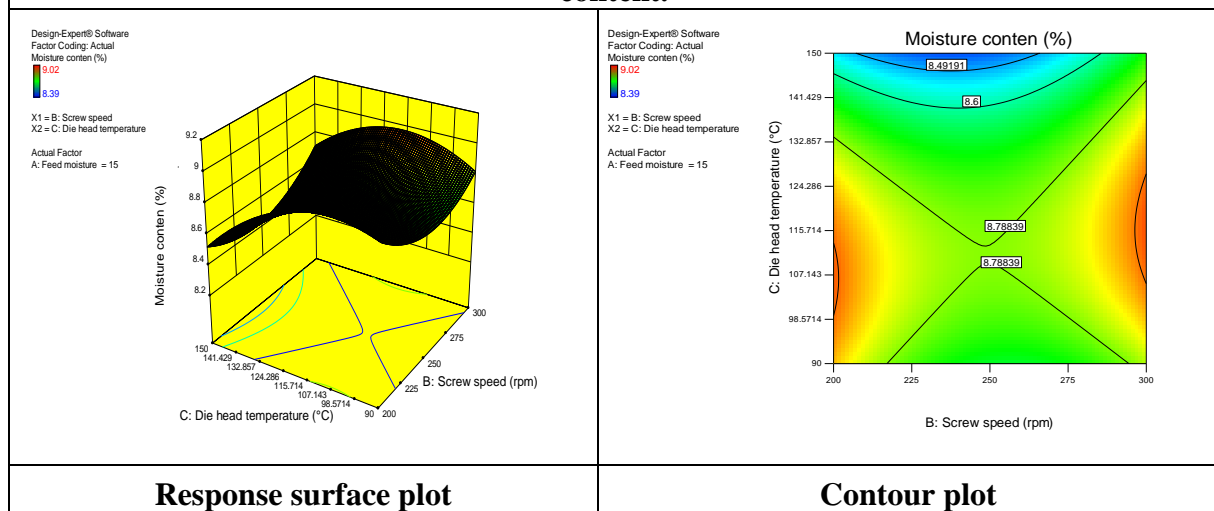 Design-Expert® Software
Factor Coding: Actual
Moisture conten (%)
9.02
8.39
X1 = B: Screw speed
X2 = C: Die head temperature
Actual Factor
A: Feed moisture = 15
9.2
9
8.8
8.6
8.4
8.2
Moisture conten (%)
150
141.429
132.857
124.286
115.714
107.143
98.5714
90
C: Die head temperature (°C)
200
225
250
275
300
B: Screw speed (rpm)
Design-Expert® Software
Factor Coding: Actual
Moisture conten (%)
9.02
8.39
X1 = B: Screw speed
X2 = C: Die head temperature
Actual Factor
A: Feed moisture = 15
Moisture conten (%)
150
141.429
132.857
124.286
115.714
107.143
98.5714
90
C: Die head temperature (°C)
8.49191
8.6
8.78839
8.78839
200
225
250
275
300
B: Screw speed (rpm)
Response surface plot
Contour plot